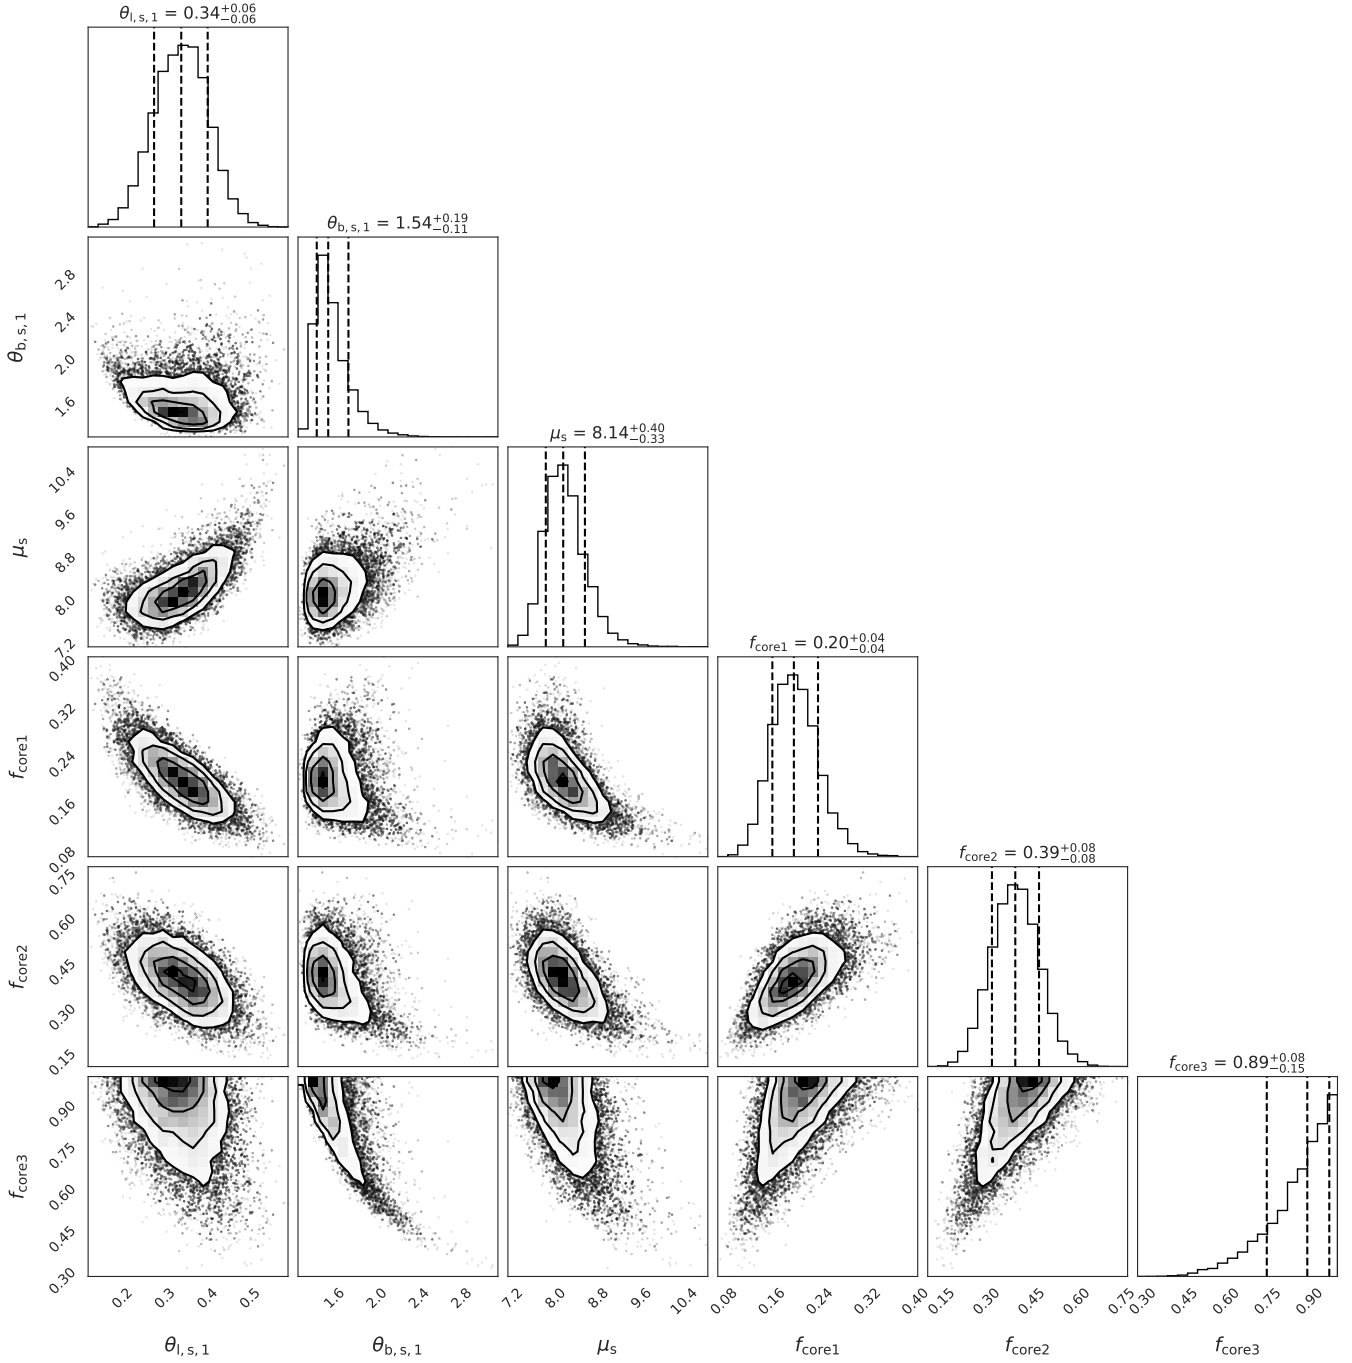 θl,s,1 = 0.34+0.06−0.06
θb,s,1 = 1.54+0.19−0.11
2.8
2.4
2.0
1.6
θb,s,1
μs = 8.14+0.40−0.33
10.4
9.6
8.8
8.0
7.2
μs
fcore1 = 0.20+0.04−0.04
0.40
0.32
0.24
0.16
0.08
fcore1
fcore2 = 0.39+0.08−0.08
0.75
0.60
0.45
0.30
0.15
fcore2
fcore3 = 0.89+0.08−0.15
0.90
0.75
0.60
0.45
0.30
fcore3
0.2 0.3 0.4 0.5 1.6 2.0 2.4 2.8 7.2 8.0 8.8 9.6 10.4 0.08 0.16 0.24 0.32 0.40 0.15 0.30 0.45 0.60 0.75 0.30 0.45 0.60 0.75 0.90
θl,s,1 θb,s,1 μs fcore1 fcore2 fcore3